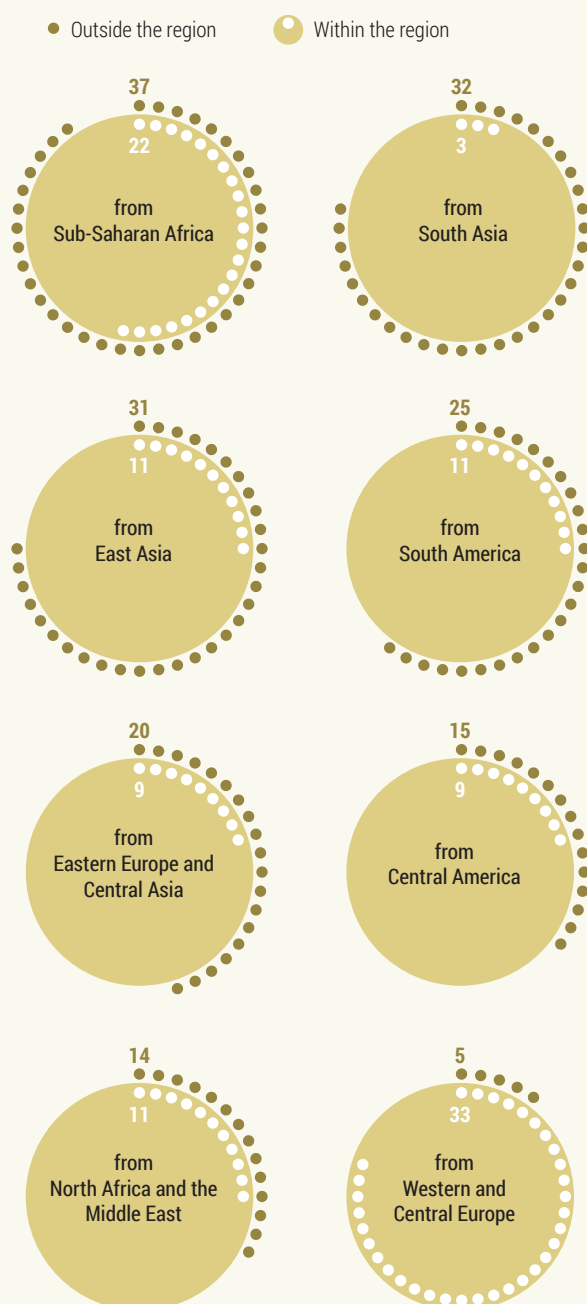 Outside the region
Within the region
37
22
from
Sub-Saharan Africa
32
3
from
South Asia
31
11
from
East Asia
25
11
from
South America
20
9
from
Eastern Europe and
Central Asia
15
9
from
Central America
14
11
from
North Africa and the
Middle East
5
33
from
Western and
Central Europe